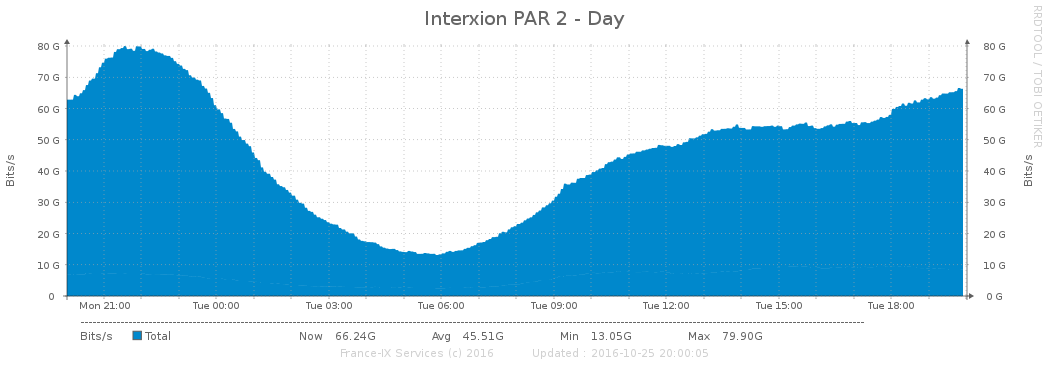 Interxion PAR 2 - Day
RRDTOOL / TOBI OETIKER
Bits/s
80 G
70 G
60 G
50 G
40 G
30 G
20 G
10 G
0
80 G
70 G
60 G
50 G
40 G
30 G
20 G
10 G
0 G
Bits/s
Mon 21:00 Tue 00:00 Tue 03:00 Tue 06:00 Tue 09:00 Tue 12:00 Tue 15:00 Tue 18:00
Bits/s Total Now 66.24G Avg 45.51G Min 13.05G Max 79.90G
France-IX Services (c) 2016 Updated : 2016-10-25 20:00:05